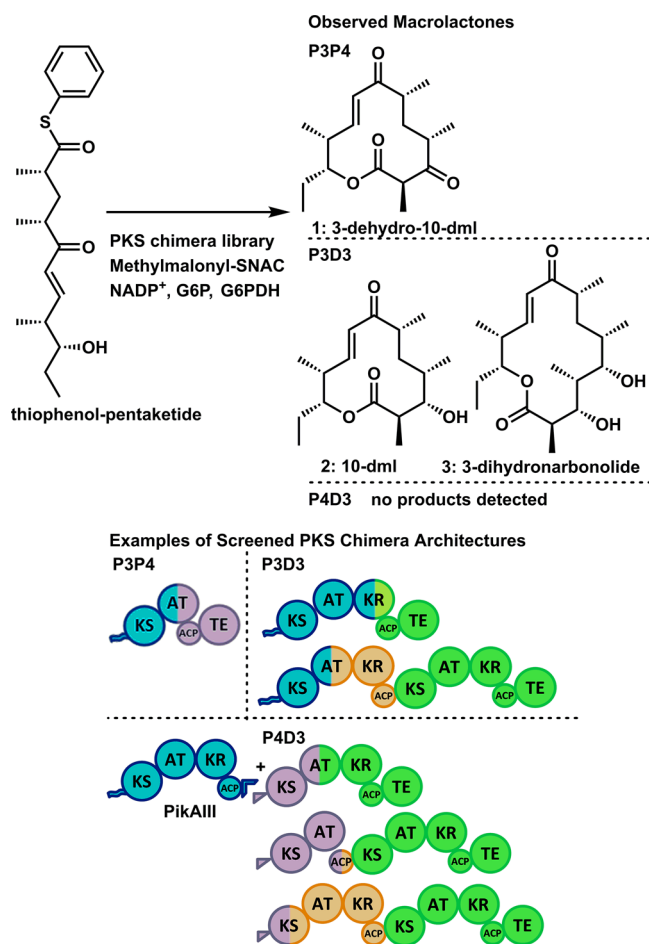 Observed Macrolactones
P3P4
S
O
O
OH
thiophenol-pentaketide
PKS chimera library
Methylmalonyl-SNAC
NADP+, G6P, G6PDH
O
O
O
O
1: 3-dehydro-10-dml
P3D3
O
O
O
OH
2: 10-dml
O
O
O
OH
OH
3: 3-dihydronarbonolide
P4D3 no products detected
Examples of Screened PKS Chimera Architectures
P3P4
KS AT ACP TE
P3D3
KS AT KR ACP TE
KS AT KR ACP KS AT KR ACP TE
P4D3
KS AT KR ACP
PikAIII
+
KS AT KR ACP TE
KS AT ACP KS AT KR ACP TE
KS AT KR ACP KS AT KR ACP TE